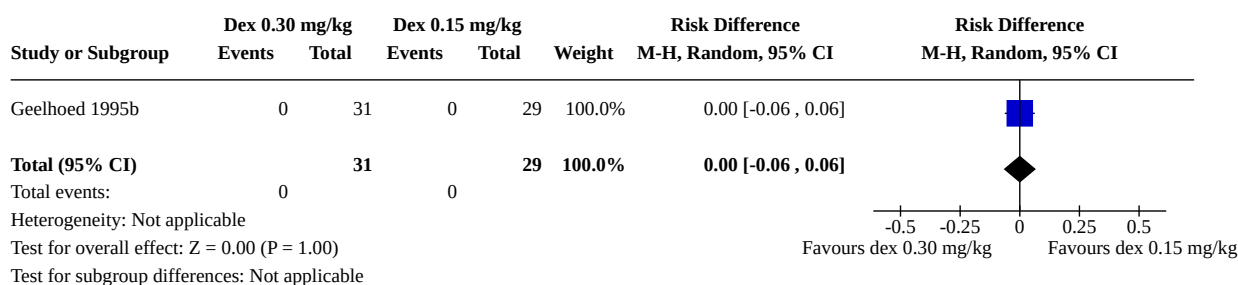 Dex 0.30 mg/kg Dex 0.15 mg/kg Risk Difference Risk Difference
Study or Subgroup Events Total Events Total Weight M-H, Random, 95% CI M-H, Random, 95% CI
Geelhoed 1995b 0 31 0 29 100.0% 0.00 [-0.06 , 0.06]
Total (95% CI) 31 29 100.0% 0.00 [-0.06 , 0.06]
Total events: 0 0
Heterogeneity: Not applicable
-0.5 -0.25 0 0.25 0.5
Test for overall effect: Z = 0.00 (P = 1.00) Favours dex 0.30 mg/kg Favours dex 0.15 mg/kg
Test for subgroup differences: Not applicable